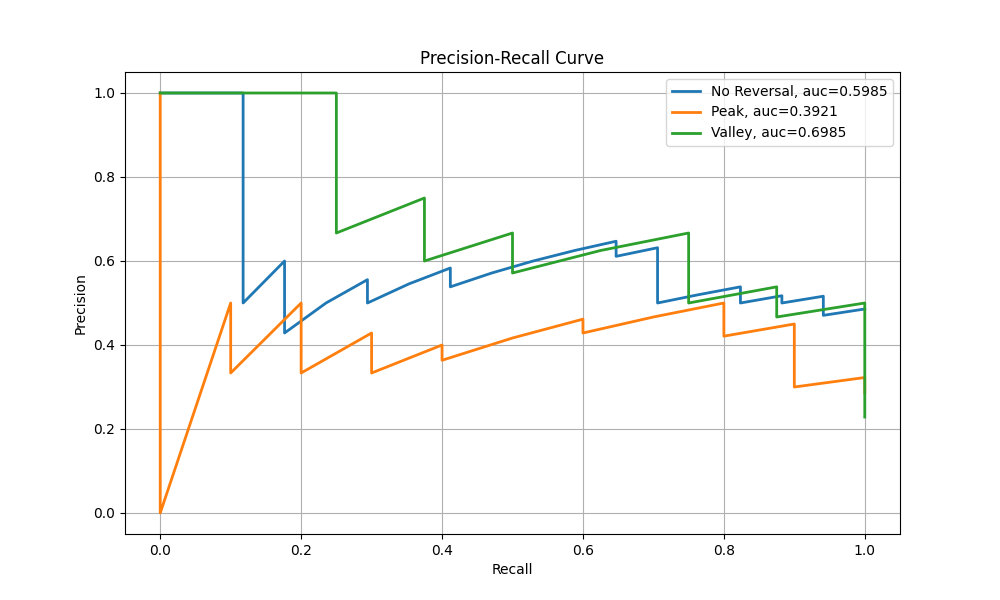 Precision-Recall Curve
No Reversal, auc=0.5985
Peak, auc=0.3921
Valley, auc=0.6985
Precision
1.0
0.8
0.6
0.4
0.2
0.0
0.0 0.2 0.4 0.6 0.8 1.0
Recall